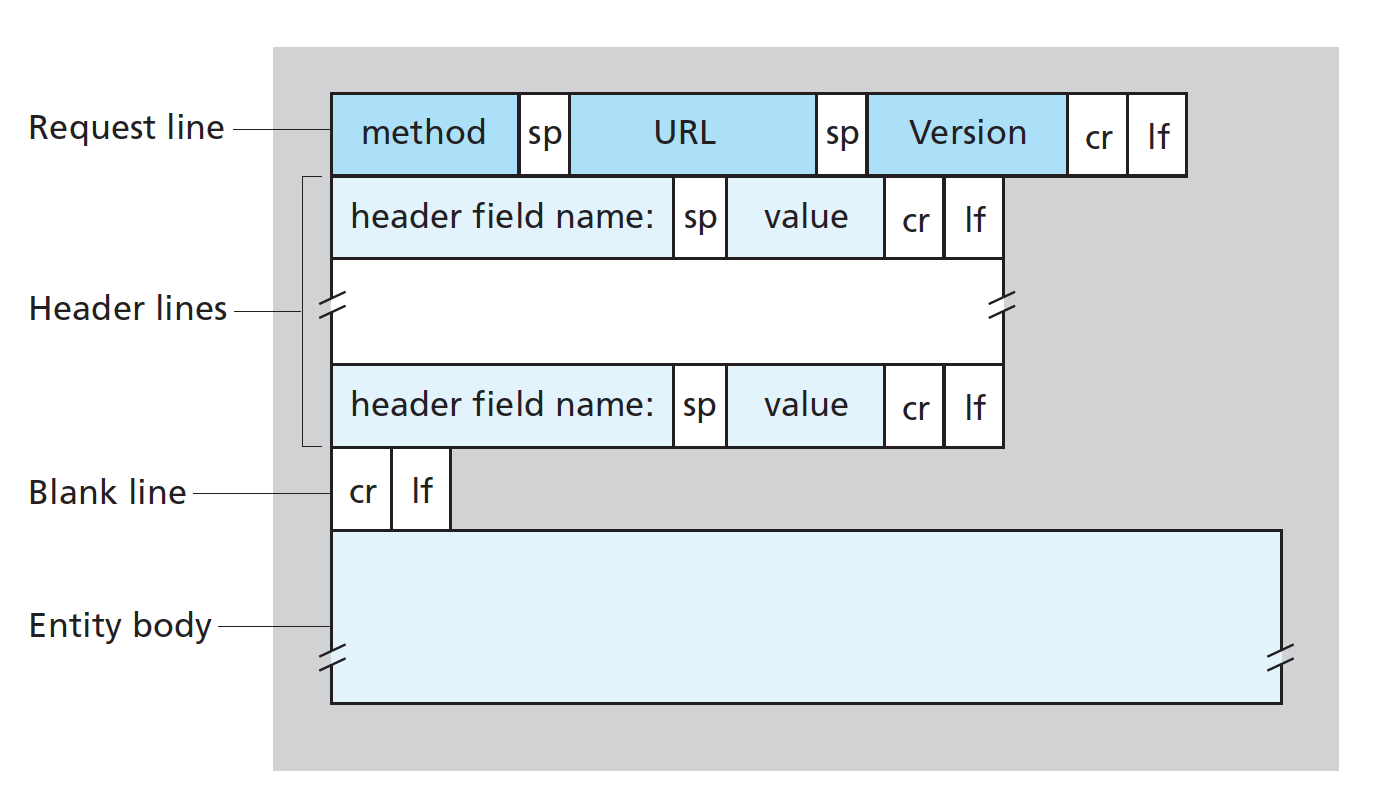 Request line method sp URL sp Version cr lf
header field name: sp value cr lf
Header lines
header field name: sp value cr lf
Blank line cr lf
Entity body